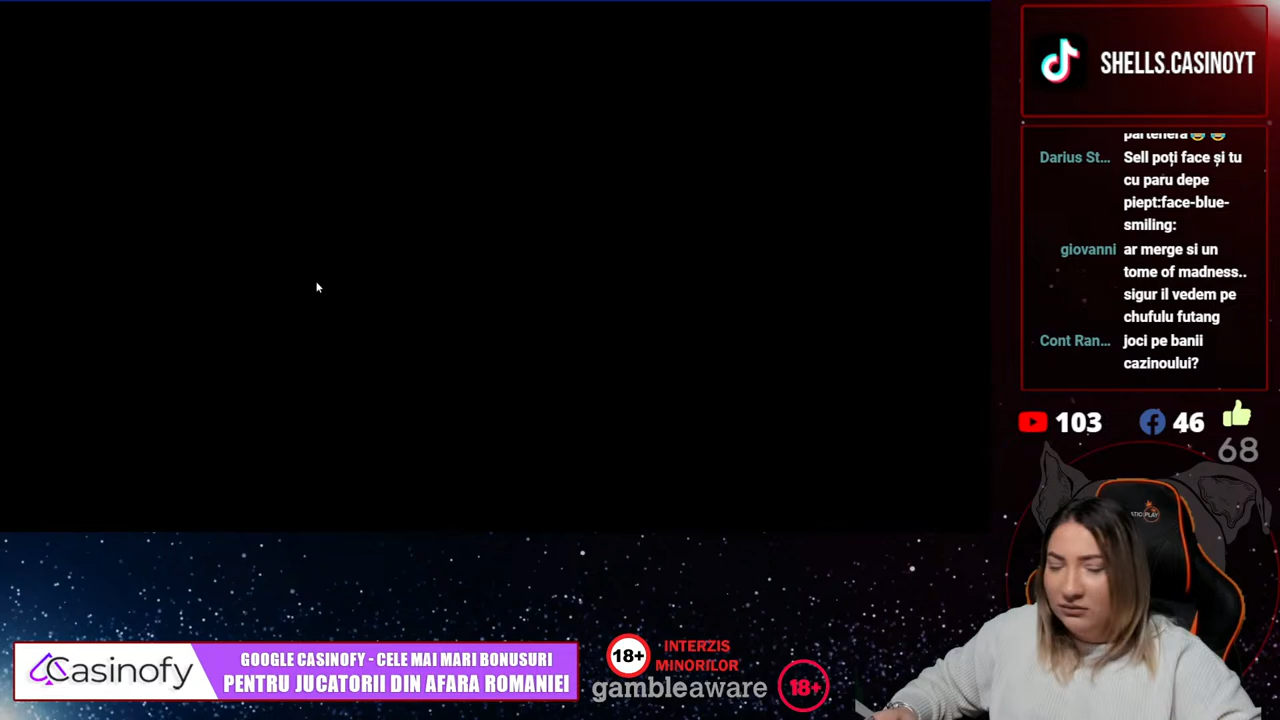 SHELLS.CASINOYT
partenera😂😂
Darius St... Sell poți face și tu
cu paru depe
piept:face-blue-
smiling:
giovanni ar merge si un
tome of madness..
sigur il vedem pe
chufulu futang
Cont Ran... joci pe banii
cazinoului?
103 46
68
Casinofy
GOOGLE CASINOFY - CELE MAI MARI BONUSURI
PENTRU JUCATORII DIN AFARA ROMANIEI
18+ INTERZIS
MINORILOR
gambleaware 18+